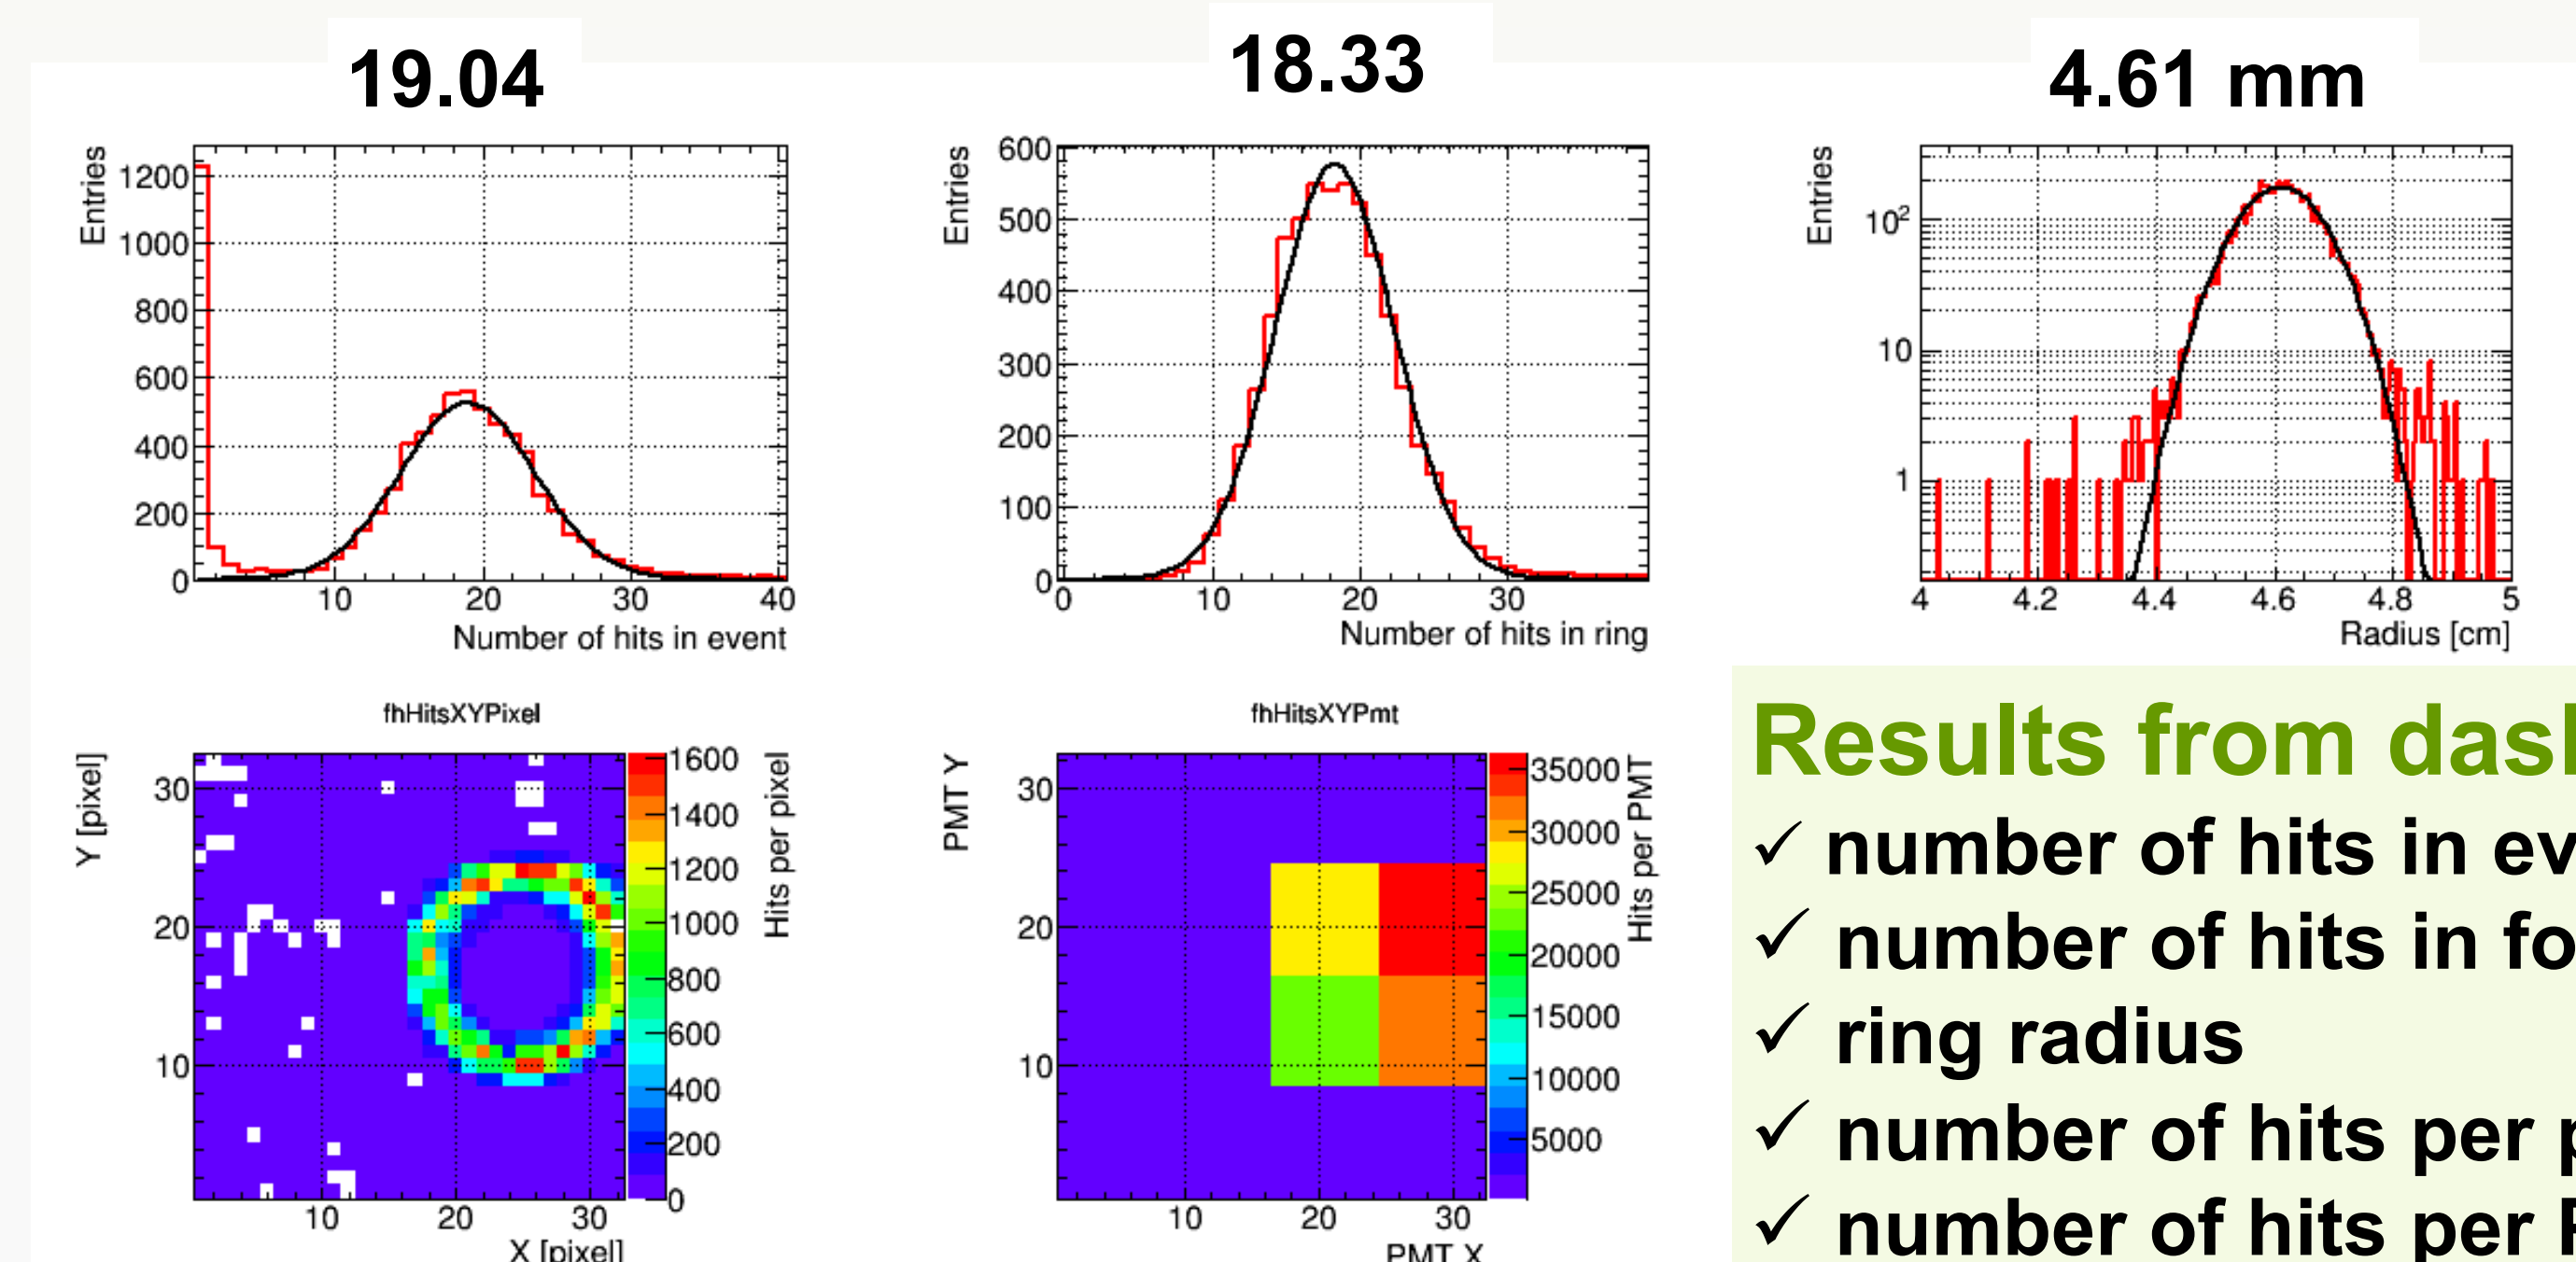 19.04
18.33
4.61 mm
Entries
1200
1000
800
600
400
200
0
10 20 30 40
Number of hits in event
Entries
600
500
400
300
200
100
0
0 10 20 30
Number of hits in ring
Entries
10²
10
1
4 4.2 4.4 4.6 4.8 5
Radius [cm]
fhHitsXYPixel
Y [pixel]
30
20
10
10 20 30
X [pixel]
1600
1400
1200
1000
800
600
400
200
0
Hits per pixel
fhHitsXYPmt
PMT Y
30
20
10
10 20 30
PMT X
35000
30000
25000
20000
15000
10000
5000
Hits per PMT
Results from
✓ number of hits in
✓ number of hits in
✓ ring radius
✓ number of hits per
✓ number of hits per